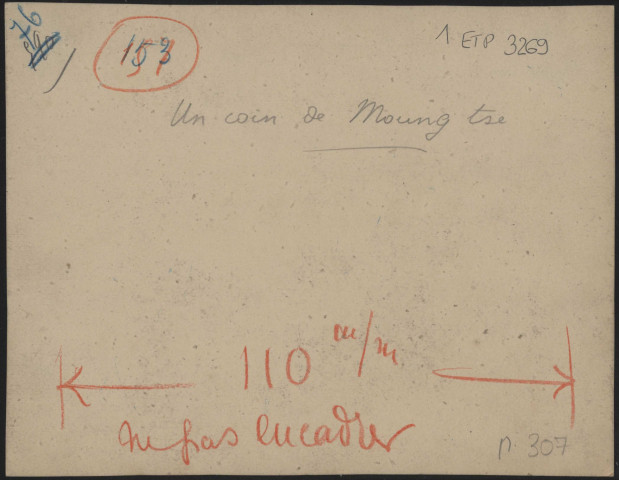 76
153
1 ETP 3269
Un coin de Moung tse
110 m/m
ne pas encadrer
p. 307